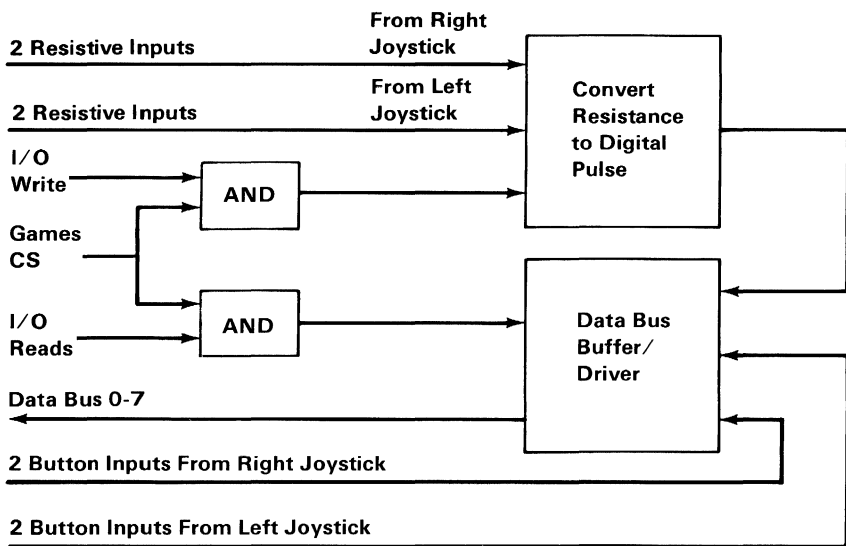 From Right
Joystick
2 Resistive Inputs
From Left
Joystick
2 Resistive Inputs
Convert
Resistance
to Digital
Pulse
I/O
Write
AND
Games
CS
I/O
Reads
AND
Data Bus
Buffer/
Driver
Data Bus 0-7
2 Button Inputs From Right Joystick
2 Button Inputs From Left Joystick